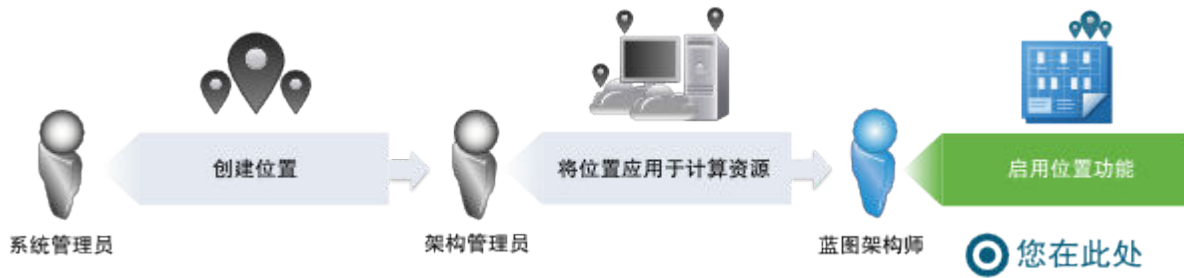 创建位置
将位置应用于计算资源
启用位置功能
系统管理员
架构管理员
蓝图架构师
您在此处